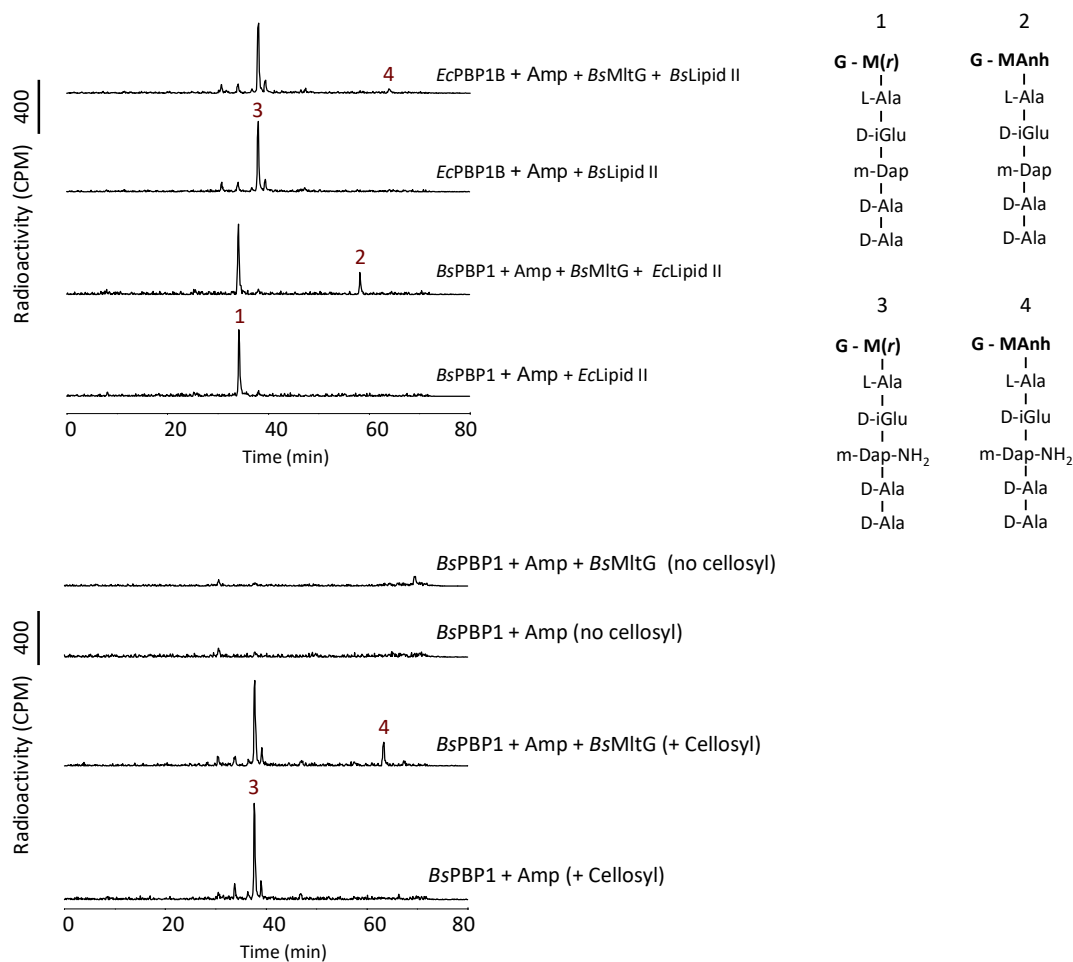 4
EcPBP1B + Amp + BsMltG + BsLipid II
3
EcPBP1B + Amp + BsLipid II
2
BsPBP1 + Amp + BsMltG + EcLipid II
1
BsPBP1 + Amp + EcLipid II
400
Radioactivity (CPM)
0 20 40 60 80
Time (min)
1
G - M(r)
L-Ala
D-iGlu
m-Dap
D-Ala
D-Ala
2
G - MAnh
L-Ala
D-iGlu
m-Dap
D-Ala
D-Ala
3
G - M(r)
L-Ala
D-iGlu
m-Dap-NH2
D-Ala
D-Ala
4
G - MAnh
L-Ala
D-iGlu
m-Dap-NH2
D-Ala
D-Ala
BsPBP1 + Amp + BsMltG (no cellosyl)
BsPBP1 + Amp (no cellosyl)
4
BsPBP1 + Amp + BsMltG (+ Cellosyl)
3
BsPBP1 + Amp (+ Cellosyl)
400
Radioactivity (CPM)
0 20 40 60 80
Time (min)